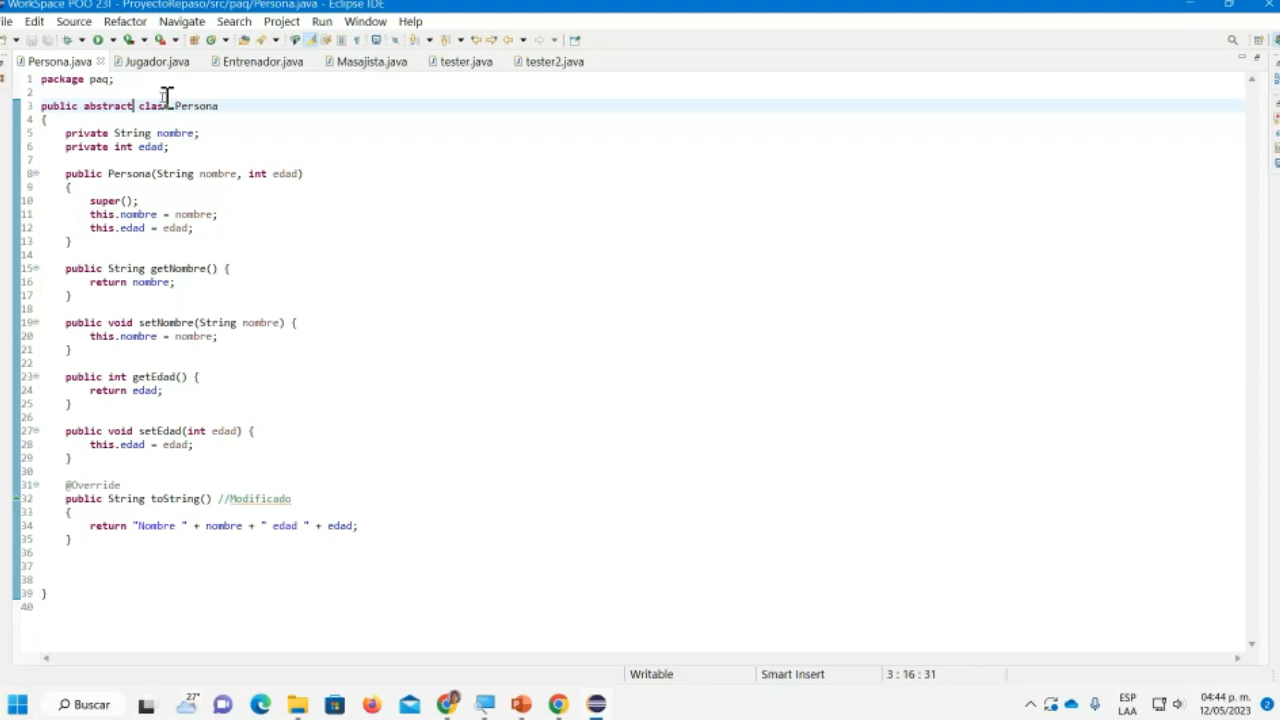 WorkSpace POO 23I - ProyectoRepaso/src/paq/Persona.java - Eclipse IDE
File Edit Source Refactor Navigate Search Project Run Window Help
Persona.java Jugador.java Entrenador.java Masajista.java tester.java tester2.java
1 package paq;
2
3 public abstract class Persona
4 {
5 private String nombre;
6 private int edad;
7
8 public Persona(String nombre, int edad)
9 {
10 super();
11 this.nombre = nombre;
12 this.edad = edad;
13 }
14
15 public String getNombre() {
16 return nombre;
17 }
18
19 public void setNombre(String nombre) {
20 this.nombre = nombre;
21 }
22
23 public int getEdad() {
24 return edad;
25 }
26
27 public void setEdad(int edad) {
28 this.edad = edad;
29 }
30
31 @Override
32 public String toString() //Modificado
33 {
34 return "Nombre " + nombre + " edad " + edad;
35 }
36
37
38
39 }
40
Writable Smart Insert 3 : 16 : 31
Buscar 27° ESP 04:44 p. m.
LAA 12/05/2023 2